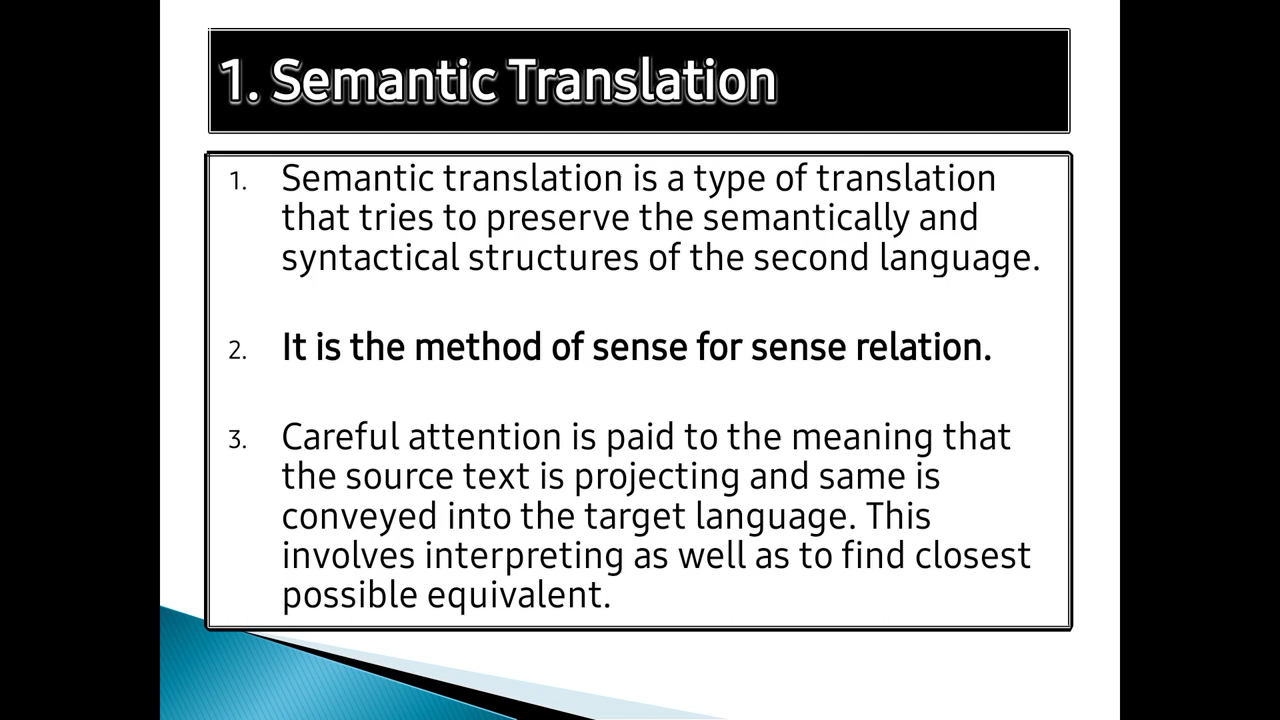 1. Semantic Translation
1. Semantic translation is a type of translation
that tries to preserve the semantically and
syntactical structures of the second language.
2. It is the method of sense for sense relation.
3. Careful attention is paid to the meaning that
the source text is projecting and same is
conveyed into the target language. This
involves interpreting as well as to find closest
possible equivalent.